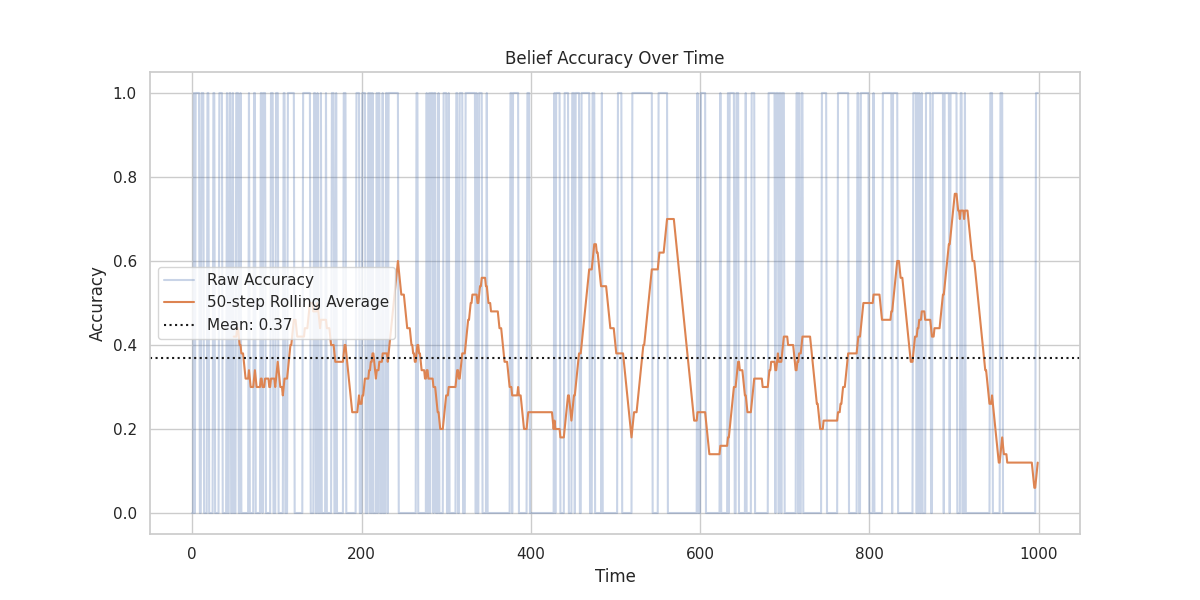 Belief Accuracy Over Time
1.0
0.8
0.6
0.4
0.2
0.0
Accuracy
Raw Accuracy
50-step Rolling Average
Mean: 0.37
0
200
400
600
800
1000
Time